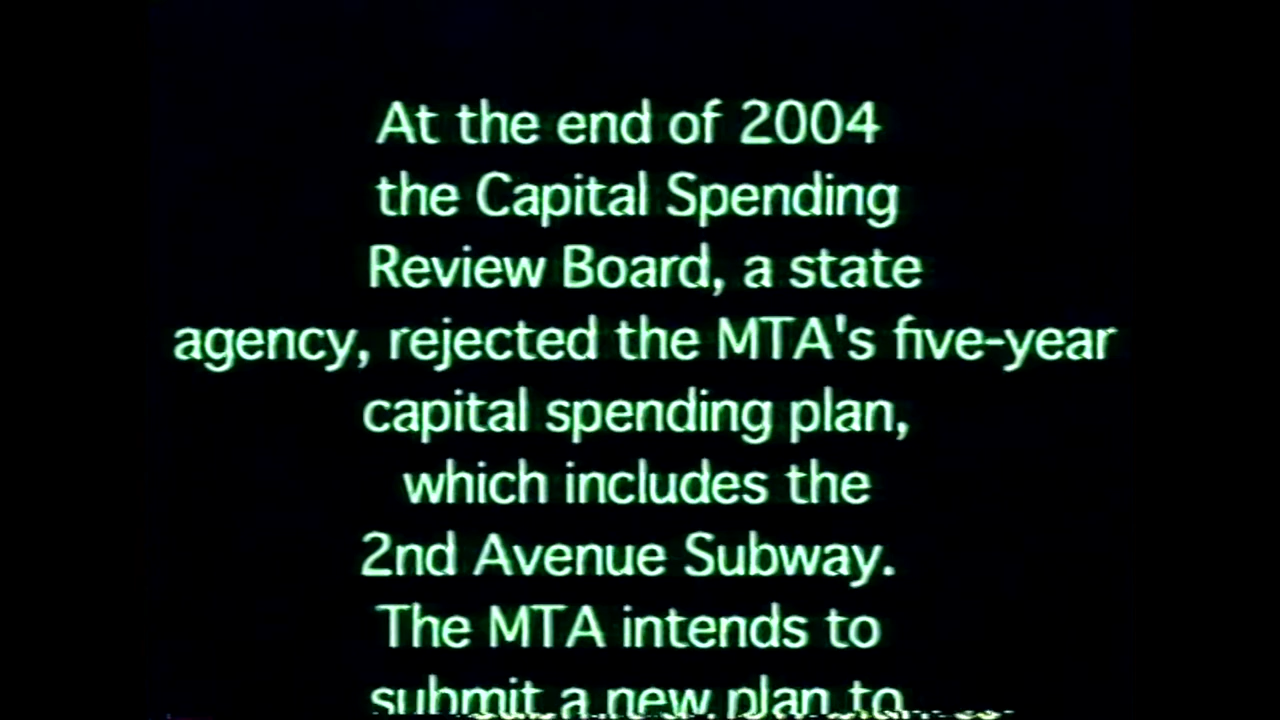 At the end of 2004
the Capital Spending
Review Board, a state
agency, rejected the MTA's five-year
capital spending plan,
which includes the
2nd Avenue Subway.
The MTA intends to
submit a new plan to